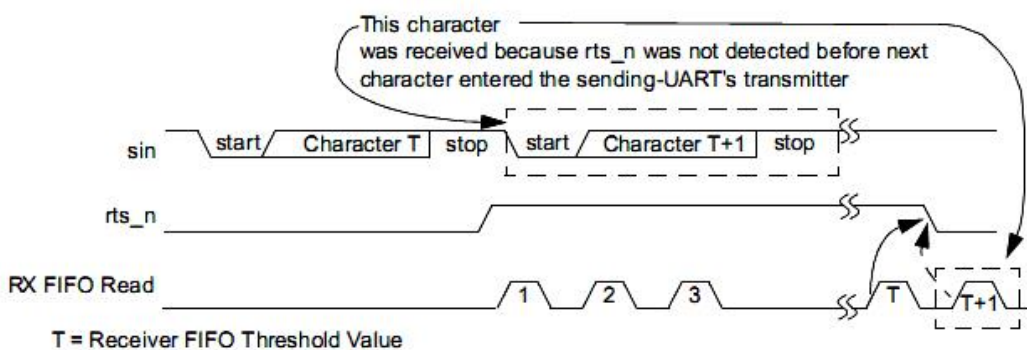 This character
was received because rts_n was not detected before next
character entered the sending-UART's transmitter
sin
start Character T stop start Character T+1 stop
rts_n
RX FIFO Read
1 2 3 T T+1
T = Receiver FIFO Threshold Value